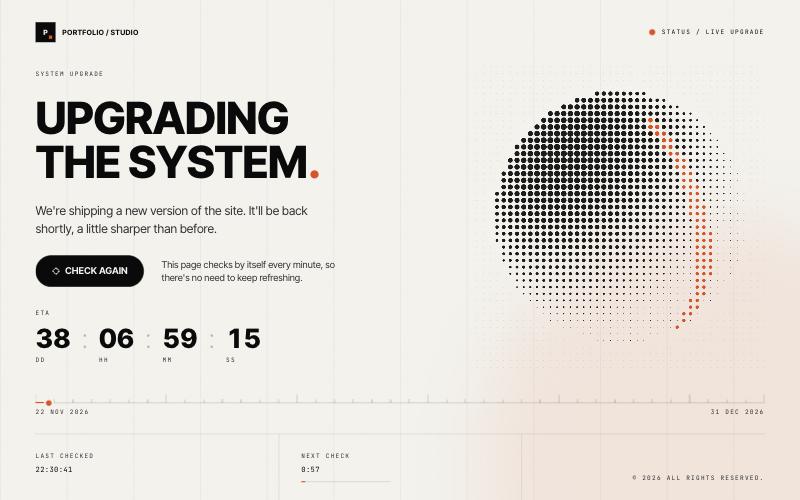 P PORTFOLIO / STUDIO
STATUS / LIVE UPGRADE
SYSTEM UPGRADE
UPGRADING
THE SYSTEM.
We're shipping a new version of the site. It'll be back
shortly, a little sharper than before.
CHECK AGAIN
This page checks by itself every minute, so
there's no need to keep refreshing.
ETA
38 : 06 : 59 : 15
DD HH MM SS
22 NOV 2026
31 DEC 2026
LAST CHECKED
22:30:41
NEXT CHECK
0:57
© 2026 ALL RIGHTS RESERVED.